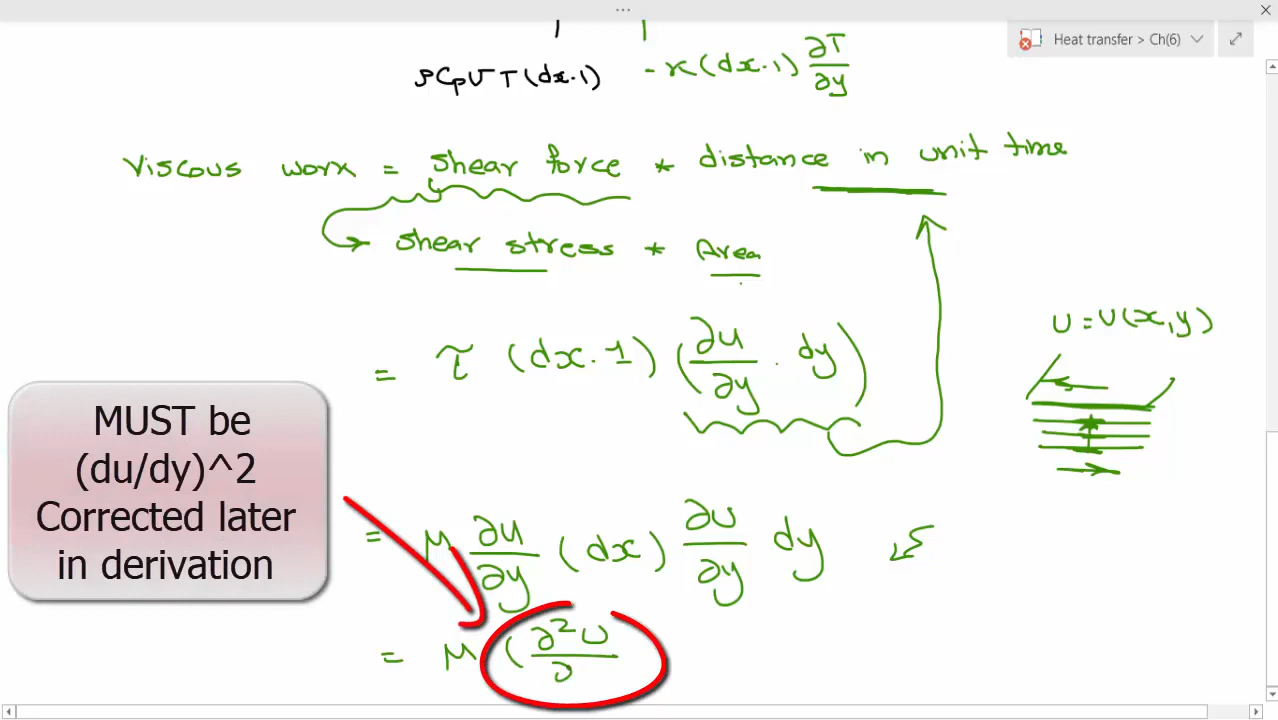 Heat transfer > Ch(6)
ρCpυT(dx·1)
-κ(dx·1) ∂T/∂y
Viscous work = shear force * distance in unit time
shear stress * Area
= τ (dx·1) (∂u/∂y · dy)
u = u(x,y)
MUST be
(du/dy)^2
Corrected later
in derivation
= μ ∂u/∂y (dx) ∂u/∂y dy
= μ (∂²u/∂